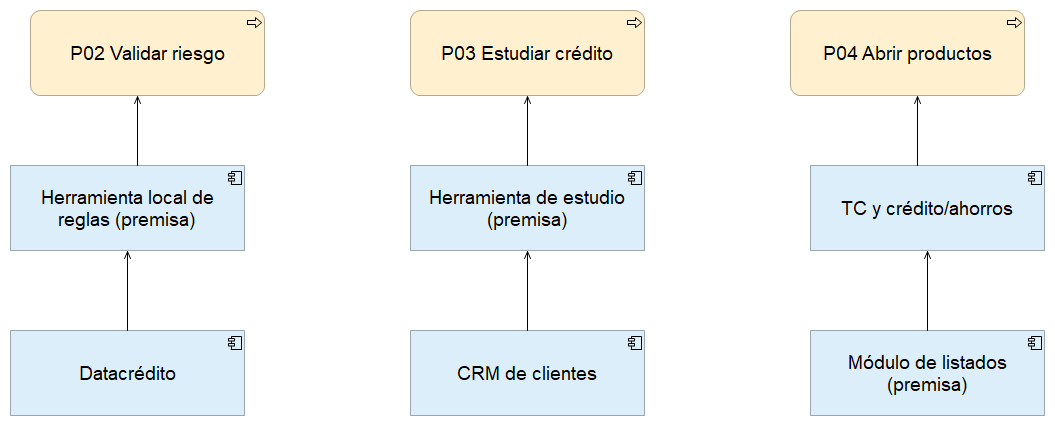 P02 Validar riesgo
P03 Estudiar crédito
P04 Abrir productos
Herramienta local de
reglas (premisa)
Herramienta de estudio
(premisa)
TC y crédito/ahorros
Datacrédito
CRM de clientes
Módulo de listados
(premisa)